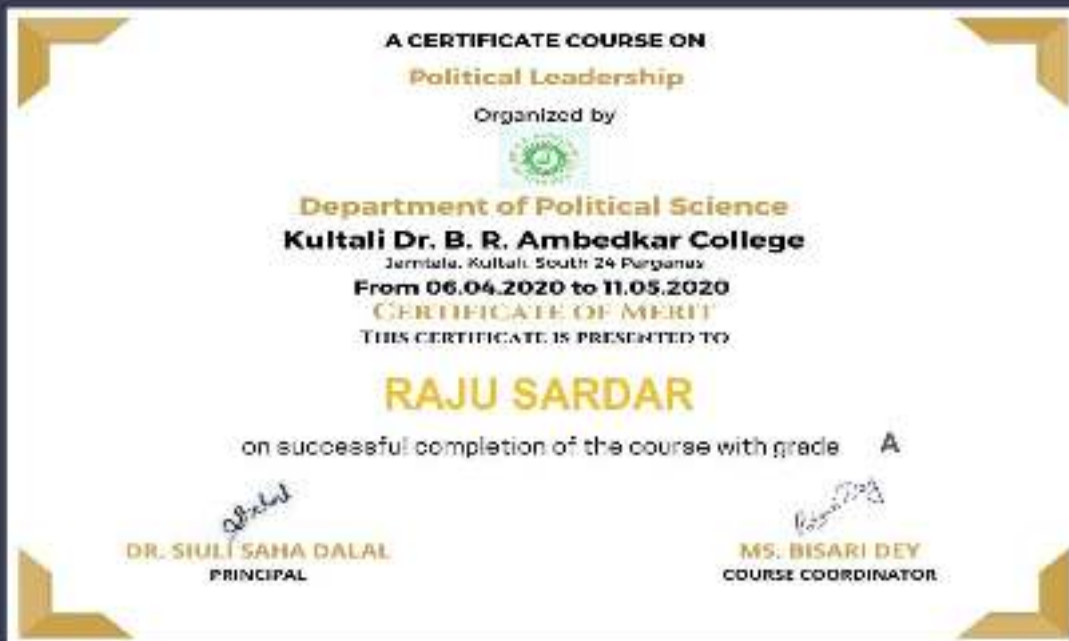 A CERTIFICATE COURSE ON
Political Leadership
Organized by
Department of Political Science
Kultali Dr. B. R. Ambedkar College
Jamtala, Kultali, South 24 Parganas
From 06.04.2020 to 11.05.2020
CERTIFICATE OF MERIT
THIS CERTIFICATE IS PRESENTED TO
RAJU SARDAR
on successful completion of the course with grade A
DR. SIULI SAHA DALAL
PRINCIPAL
MS. BISARI DEY
COURSE COORDINATOR